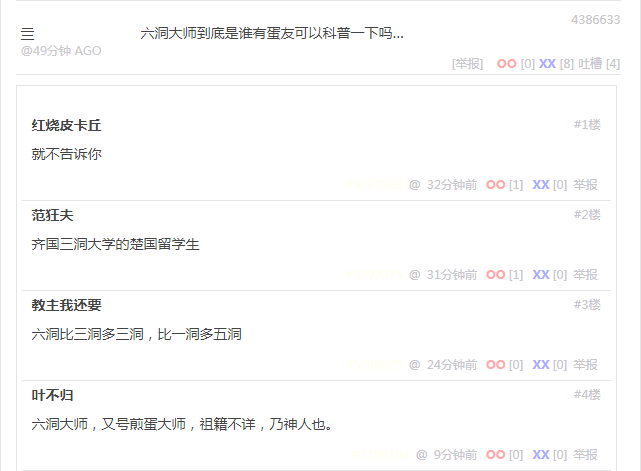 4386633
亖
六洞大师到底是谁有蛋友可以科普一下吗...
@49分钟 AGO
[举报] OO [0] XX [8] 吐槽 [4]
红烧皮卡丘 #1楼
就不告诉你
@ 32分钟前 OO [1] XX [0] 举报
范狂夫 #2楼
齐国三洞大学的楚国留学生
@ 31分钟前 OO [1] XX [0] 举报
教主我还要 #3楼
六洞比三洞多三洞，比一洞多五洞
@ 24分钟前 OO [0] XX [0] 举报
叶不归 #4楼
六洞大师，又号煎蛋大师，祖籍不详，乃神人也。
@ 9分钟前 OO [0] XX [0] 举报